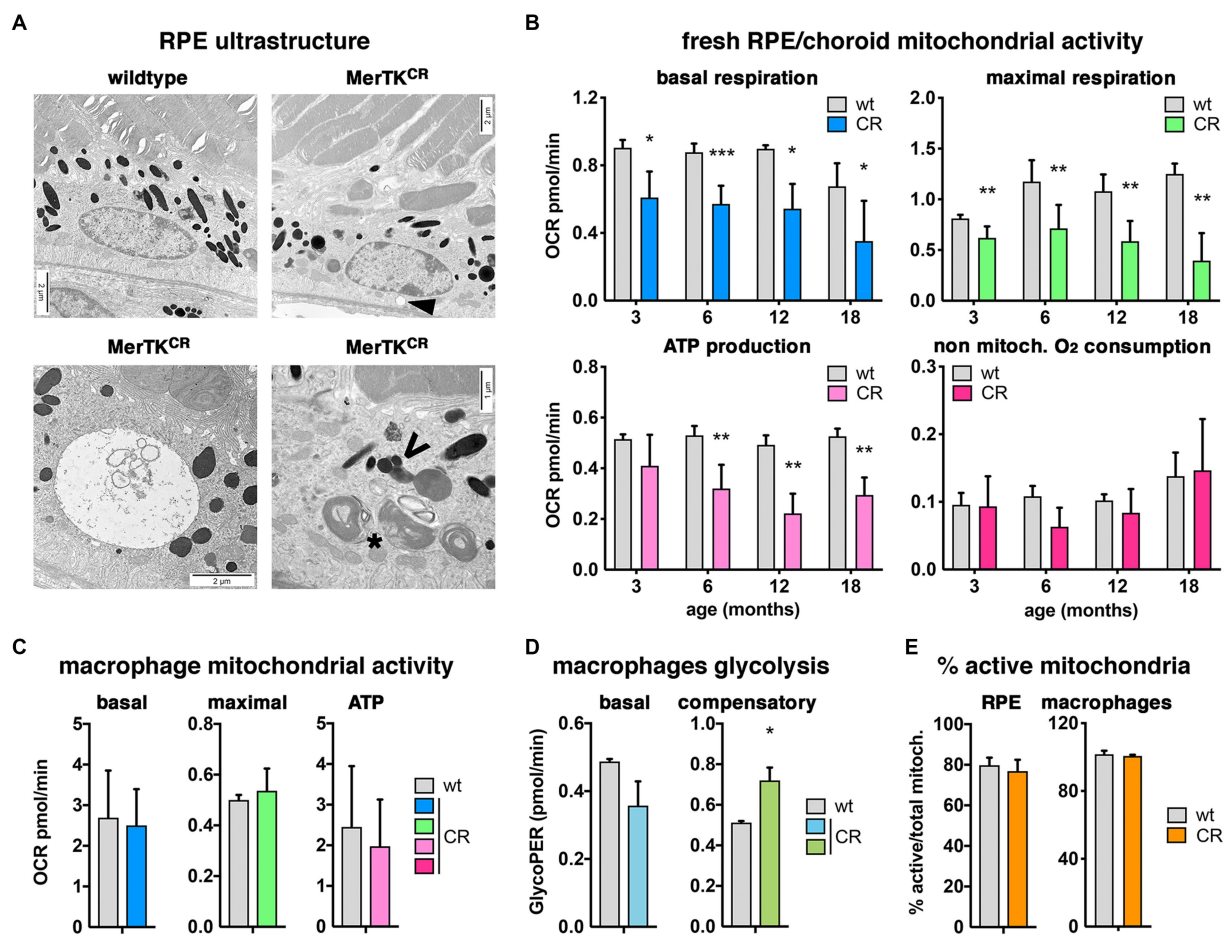 A
RPE ultrastructure
wildtype
MerTKCR
2 µm
2 µm
MerTKCR
MerTKCR
2 µm
1 µm
*
B
fresh RPE/choroid mitochondrial activity
basal respiration
OCR pmol/min
1.2
0.8
0.4
0.0
wt
CR
* *** * *
3 6 12 18
maximal respiration
2.0
1.5
1.0
0.5
0.0
wt
CR
** ** ** **
3 6 12 18
ATP production
OCR pmol/min
0.8
0.6
0.4
0.2
0.0
wt
CR
** ** **
3 6 12 18
age (months)
non mitoch. O2 consumption
0.3
0.2
0.1
0.0
wt
CR
3 6 12 18
age (months)
C
macrophage mitochondrial activity
basal
OCR pmol/min
5
4
3
2
1
0
maximal
0.8
0.6
0.4
0.2
0.0
ATP
5
4
3
2
1
0
wt
CR
D
macrophages glycolysis
basal
GlycoPER (pmol/min)
0.6
0.4
0.2
0.0
compensatory
1.0
0.8
0.6
0.4
0.2
0.0
*
wt
CR
E
% active mitochondria
RPE
% active/total mitoch.
100
80
60
40
20
0
macrophages
120
80
40
0
wt
CR